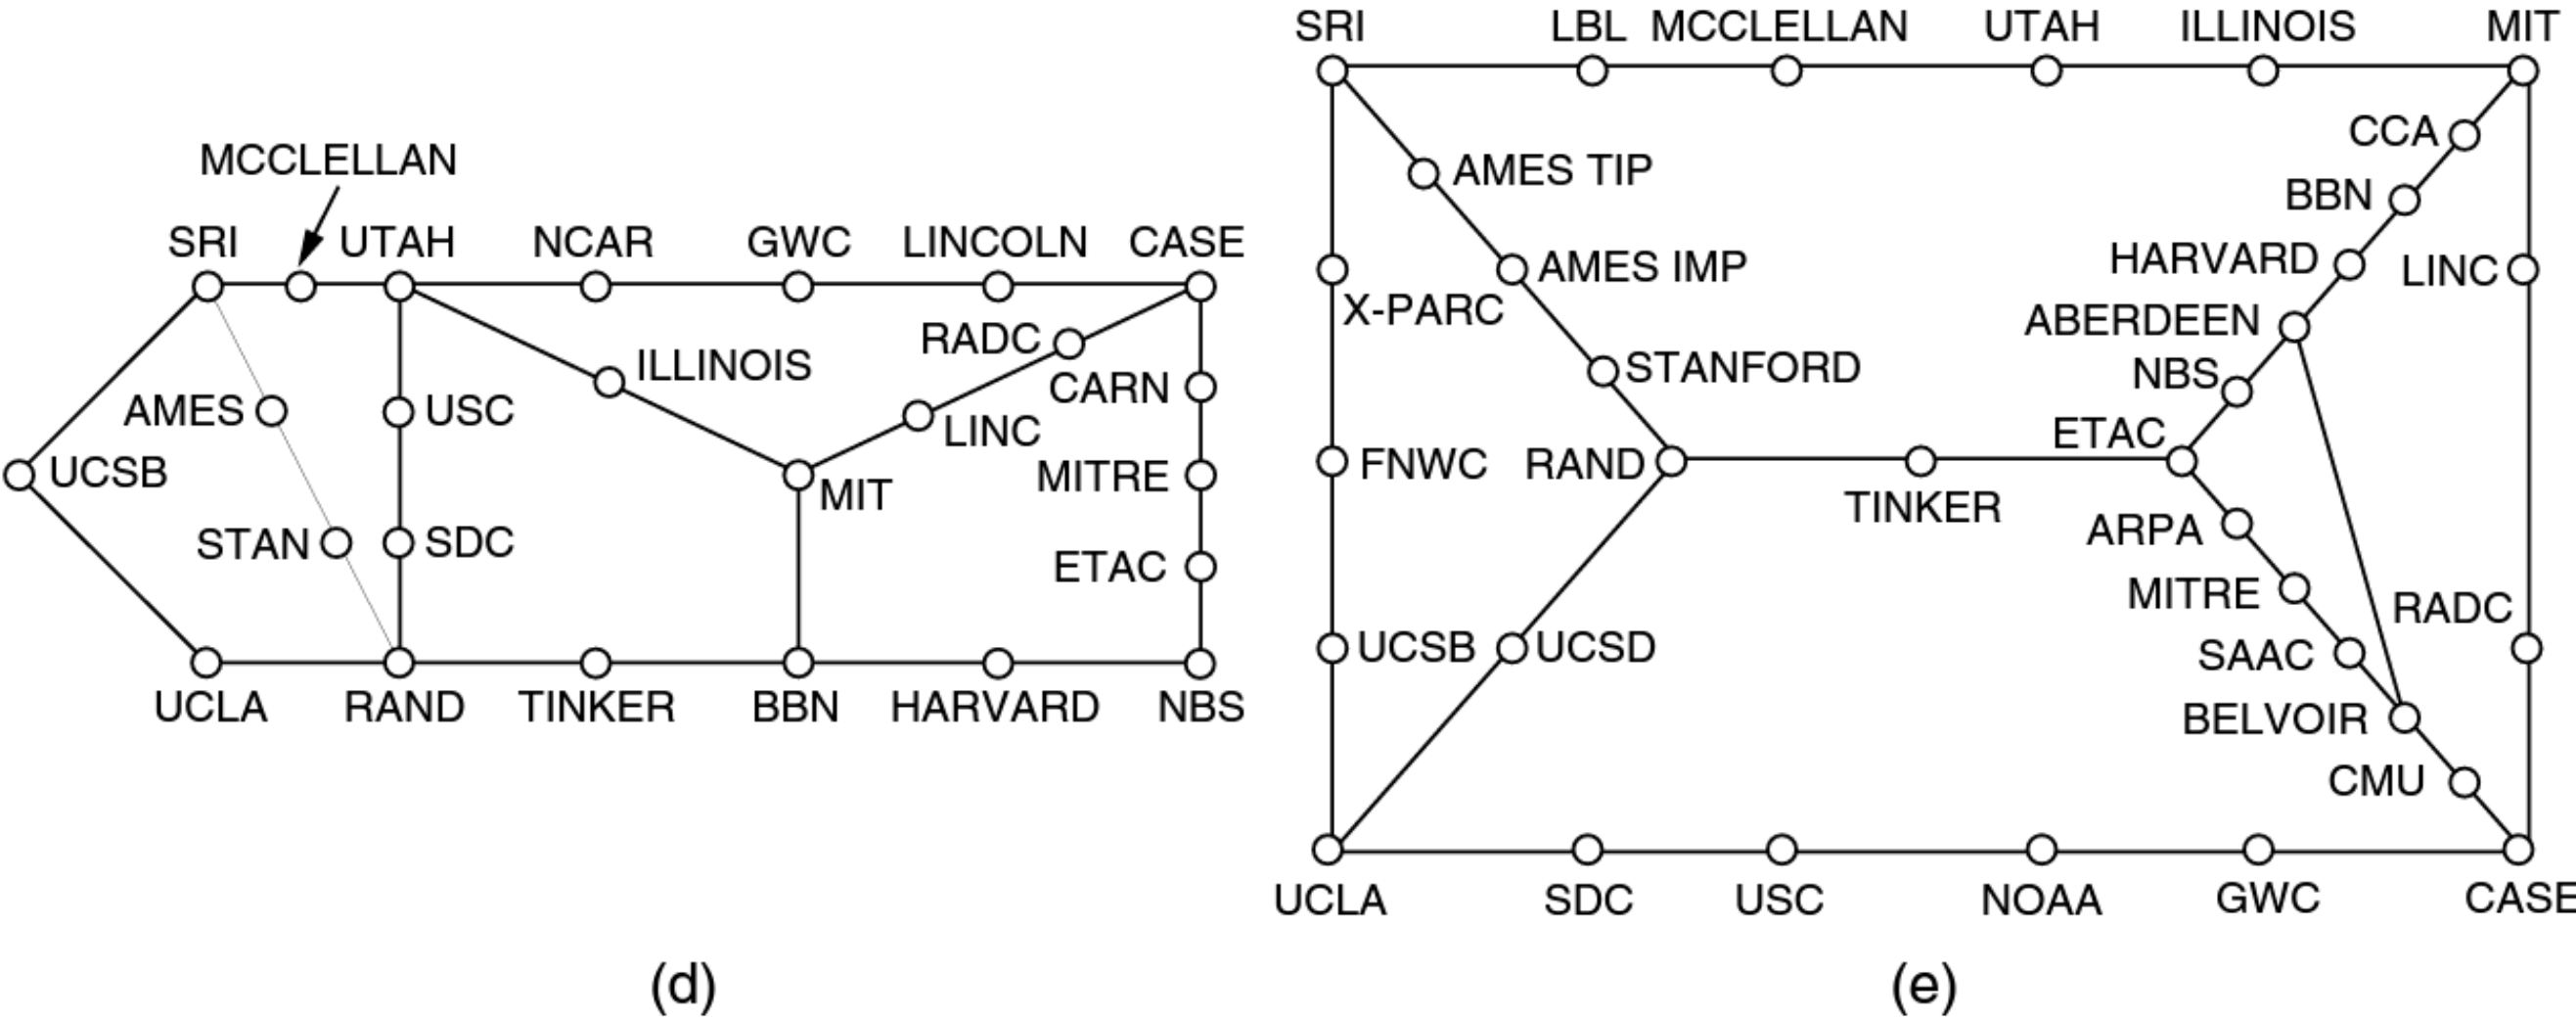 SRI LBL MCCLELLAN UTAH ILLINOIS MIT
CCA
MCCLELLAN
AMES TIP
BBN
SRI UTAH NCAR GWC LINCOLN CASE
HARVARD
AMES IMP
LINC
X-PARC
ABERDEEN
RADC
ILLINOIS
STANFORD
NBS
CARN
AMES
USC
LINC
ETAC
UCSB
MITRE
FNWC
RAND
MIT
TINKER
ARPA
STAN
SDC
ETAC
MITRE
RADC
UCSB
UCSD
SAAC
UCLA RAND TINKER BBN HARVARD NBS
BELVOIR
CMU
UCLA SDC USC NOAA GWC CASE
(d) (e)